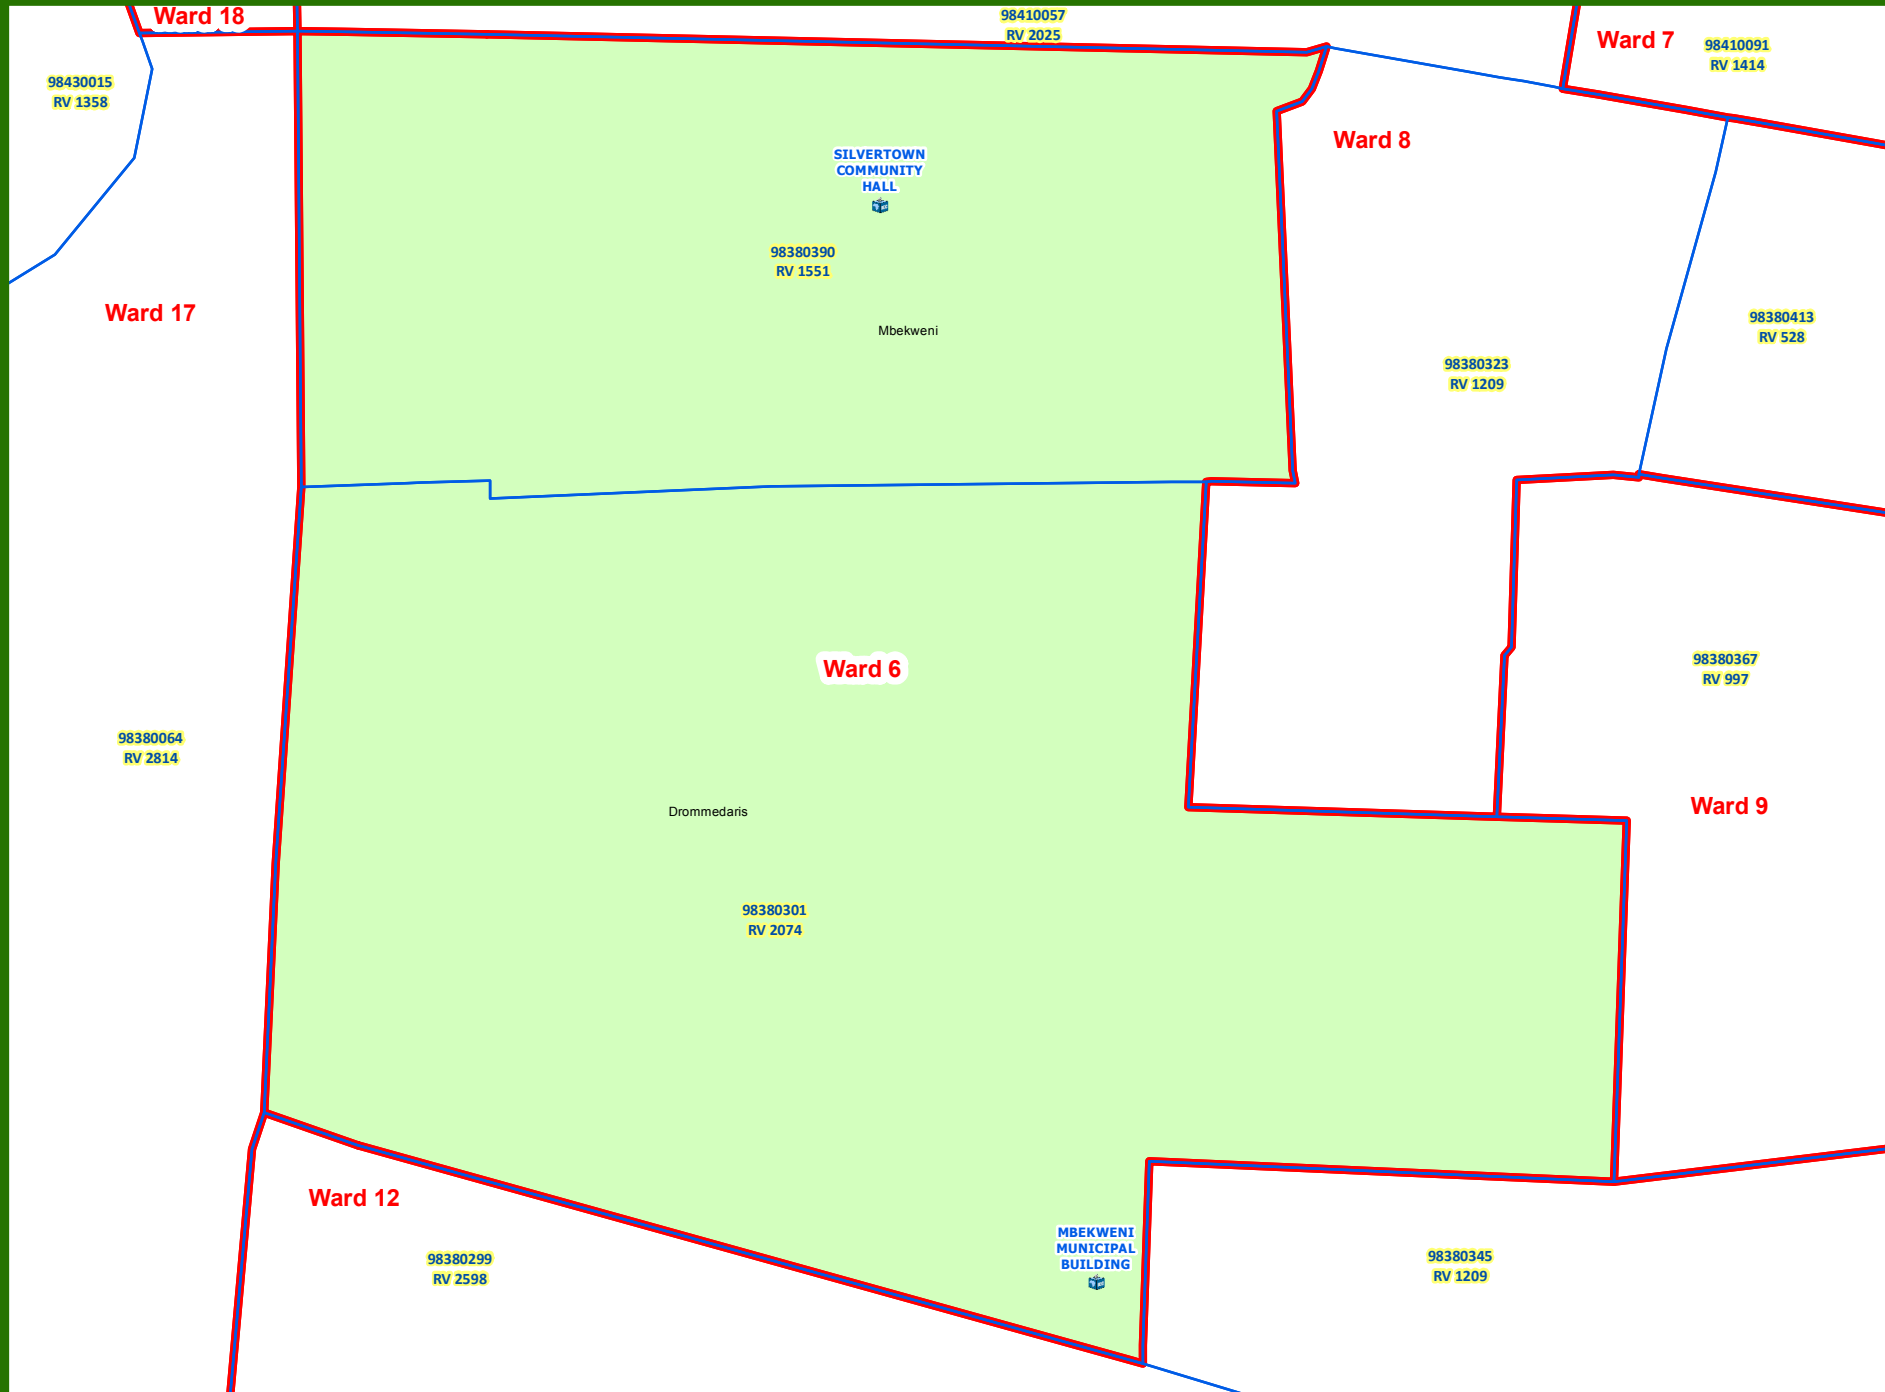 Ward 18
98410057
RV 2025
Ward 7
98410091
RV 1414
98430015
RV 1358
Ward 8
SILVERTOWN
COMMUNITY
HALL
98380390
RV 1551
Ward 17
Mbekweni
98380413
RV 528
98380323
RV 1209
Ward 6
98380367
RV 997
98380064
RV 2814
Drommedaris
Ward 9
98380301
RV 2074
Ward 12
MBEKWENI
MUNICIPAL
BUILDING
98380299
RV 2598
98380345
RV 1209